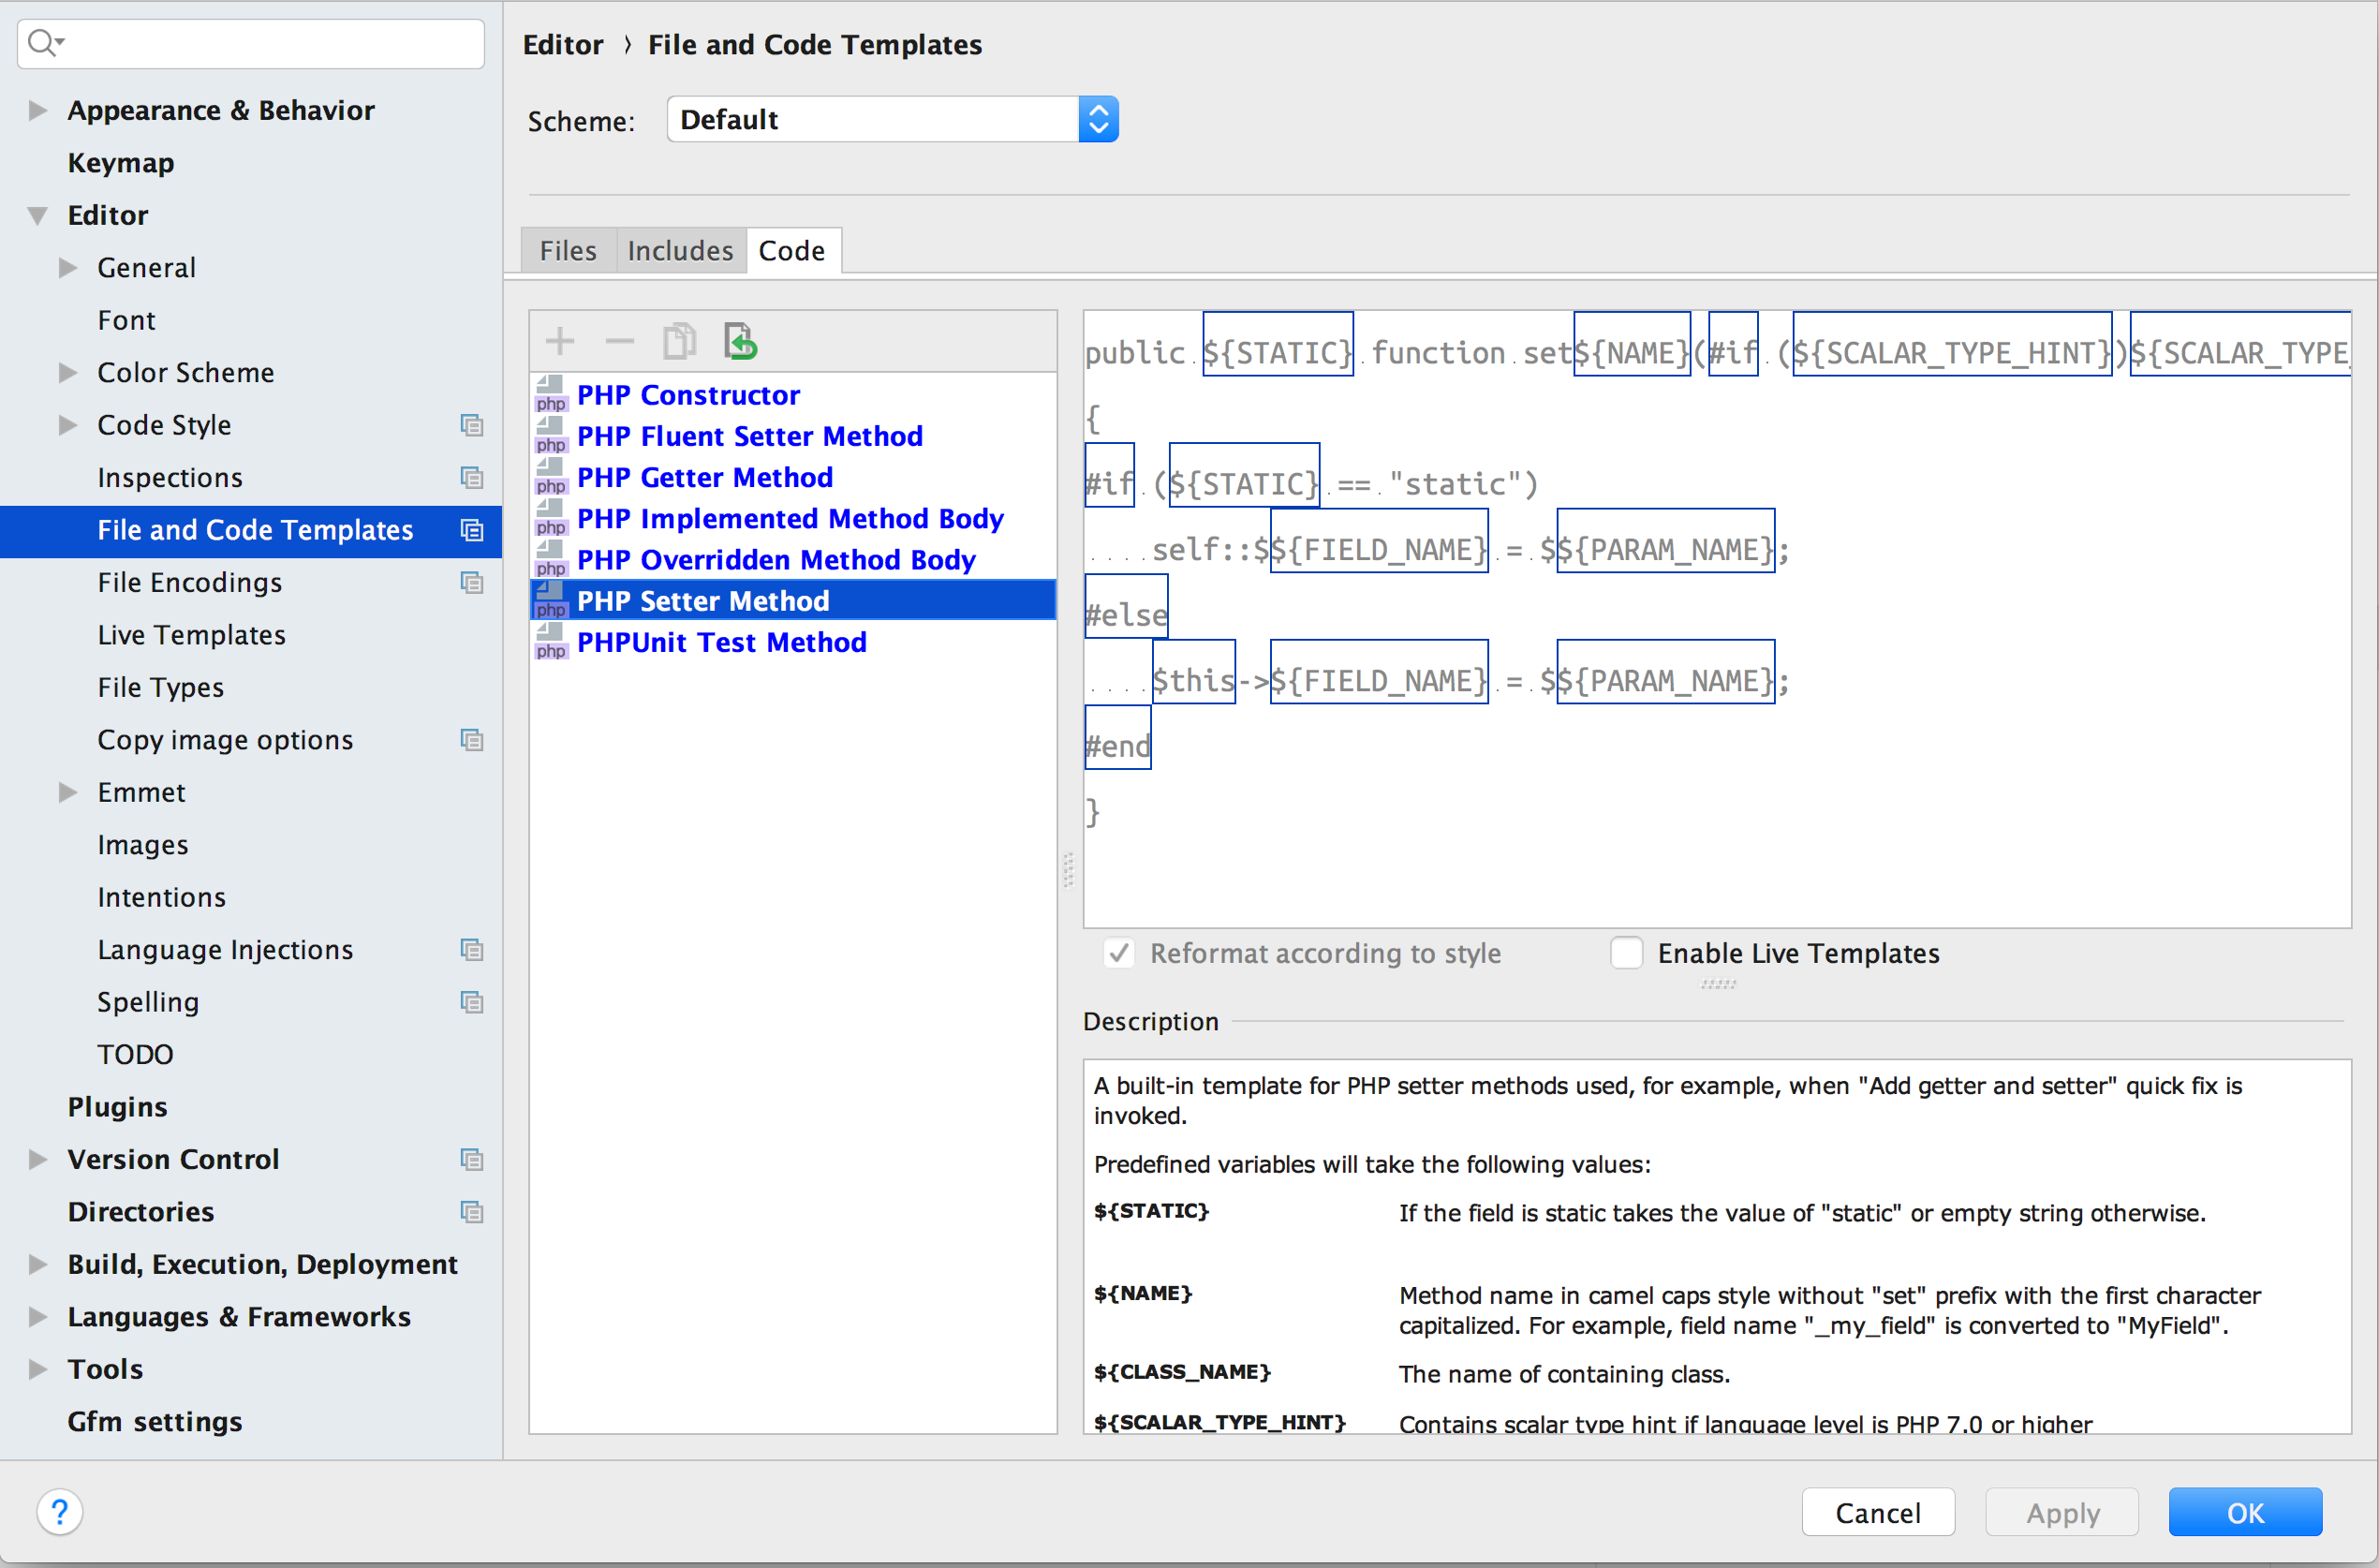 Editor › File and Code Templates
Scheme: Default
Appearance & Behavior
Keymap
Editor
General
Font
Color Scheme
Code Style
Inspections
File and Code Templates
File Encodings
Live Templates
File Types
Copy image options
Emmet
Images
Intentions
Language Injections
Spelling
TODO
Plugins
Version Control
Directories
Build, Execution, Deployment
Languages & Frameworks
Tools
Gfm settings
Files Includes Code
php PHP Constructor
php PHP Fluent Setter Method
php PHP Getter Method
php PHP Implemented Method Body
php PHP Overridden Method Body
php PHP Setter Method
php PHPUnit Test Method
public ${STATIC} function set${NAME}(#if (${SCALAR_TYPE_HINT})${SCALAR_TYPE_
{
#if (${STATIC} == "static")
    self::$${FIELD_NAME} = $${PARAM_NAME};
#else
    $this->${FIELD_NAME} = $${PARAM_NAME};
#end
}
Reformat according to style Enable Live Templates
Description
A built-in template for PHP setter methods used, for example, when "Add getter and setter" quick fix is
invoked.
Predefined variables will take the following values:
${STATIC} If the field is static takes the value of "static" or empty string otherwise.
${NAME} Method name in camel caps style without "set" prefix with the first character
capitalized. For example, field name "_my_field" is converted to "MyField".
${CLASS_NAME} The name of containing class.
${SCALAR_TYPE_HINT} Contains scalar type hint if language level is PHP 7.0 or higher
? Cancel Apply OK